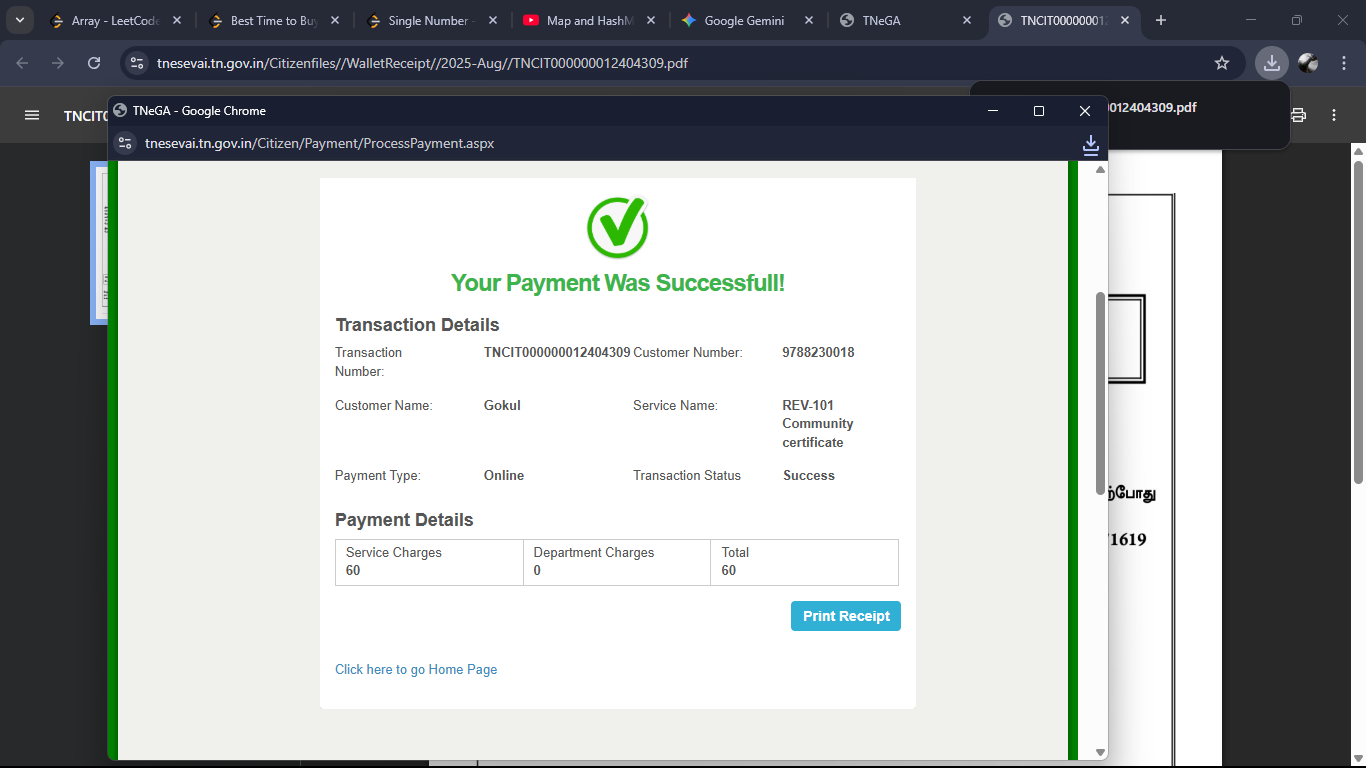 Array - LeetCode
Best Time to Buy
Single Number -
Map and HashM
Google Gemini
TNeGA
TNCIT000000012
tnesevai.tn.gov.in/Citizenfiles//WalletReceipt//2025-Aug//TNCIT000000012404309.pdf
TNCIT0
012404309.pdf
TNeGA - Google Chrome
tnesevai.tn.gov.in/Citizen/Payment/ProcessPayment.aspx
Your Payment Was Successfull!
Transaction Details
Transaction Number: TNCIT000000012404309 Customer Number: 9788230018
Customer Name: Gokul Service Name: REV-101
Community
certificate
Payment Type: Online Transaction Status Success
Payment Details
Service Charges Department Charges Total
60 0 60
Print Receipt
Click here to go Home Page
1619